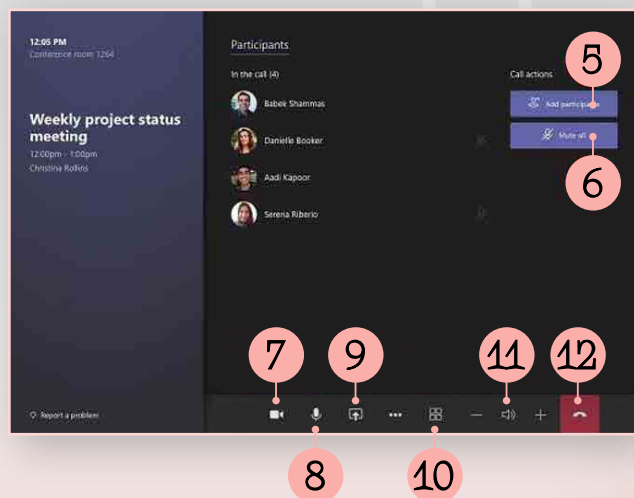 12:05 PM
Conference room 1264
Weekly project status
meeting
12:00pm - 1:00pm
Christina Rollins
Report a problem
Participants
In the call (4)
Babek Shammas
Danielle Booker
Aadi Kapoor
Serena Riberio
Call actions
5
Add participants
Mute all
6
7
8
9
10
11
12